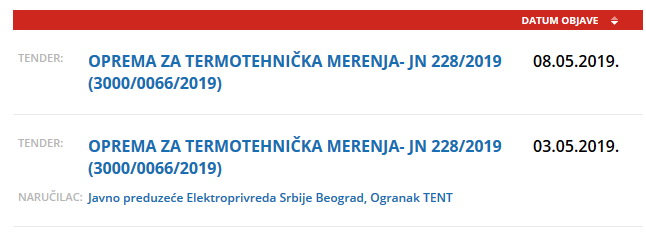 DATUM OBJAVE
TENDER: OPREMA ZA TERMOTEHNIČKA MERENJA- JN 228/2019 08.05.2019.
(3000/0066/2019)
TENDER: OPREMA ZA TERMOTEHNIČKA MERENJA- JN 228/2019 03.05.2019.
(3000/0066/2019)
NARUČILAC: Javno preduzeće Elektroprivreda Srbije Beograd, Ogranak TENT